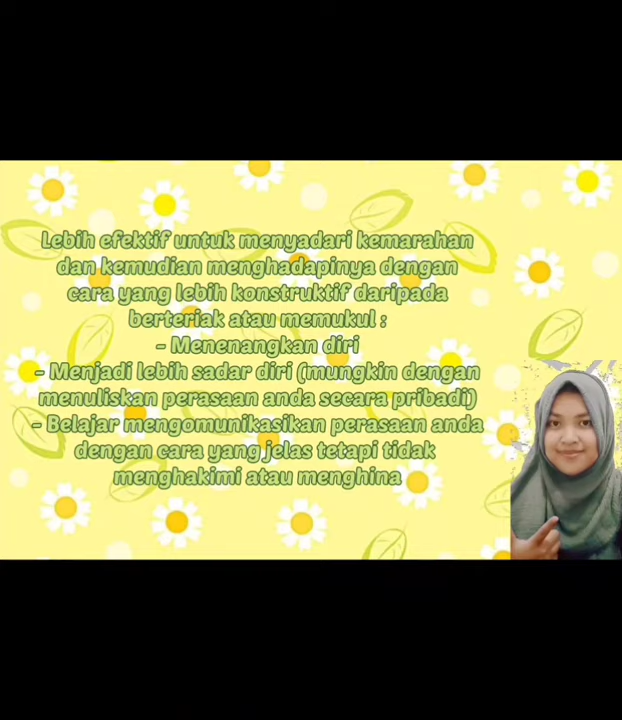 Lebih efektif untuk menyadari kemarahan
dan kemudian menghadapinya dengan
cara yang lebih konstruktif daripada
berteriak atau memukul :
- Menenangkan diri
- Menjadi lebih sadar diri (mungkin dengan
menuliskan perasaan anda secara pribadi)
- Belajar mengomunikasikan perasaan anda
dengan cara yang jelas tetapi tidak
menghakimi atau menghina